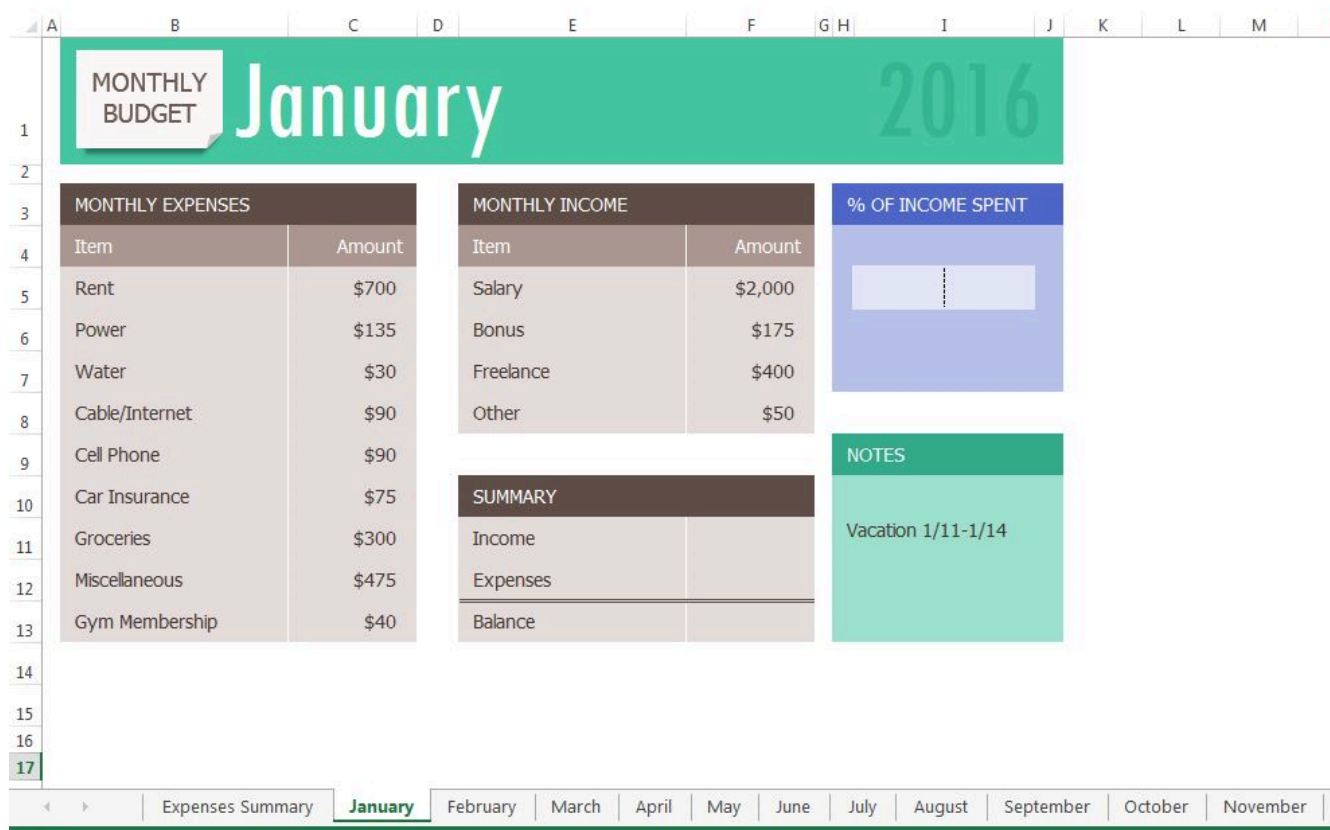 A B C D E F G H I J K L M
1
MONTHLY
BUDGET
January 2016
2
3 MONTHLY EXPENSES MONTHLY INCOME % OF INCOME SPENT
4 Item Amount Item Amount
5 Rent $700 Salary $2,000
6 Power $135 Bonus $175
7 Water $30 Freelance $400
8 Cable/Internet $90 Other $50
9 Cell Phone $90 NOTES
10 Car Insurance $75 SUMMARY
11 Groceries $300 Income Vacation 1/11-1/14
12 Miscellaneous $475 Expenses
13 Gym Membership $40 Balance
14
15
16
17
Expenses Summary January February March April May June July August September October November